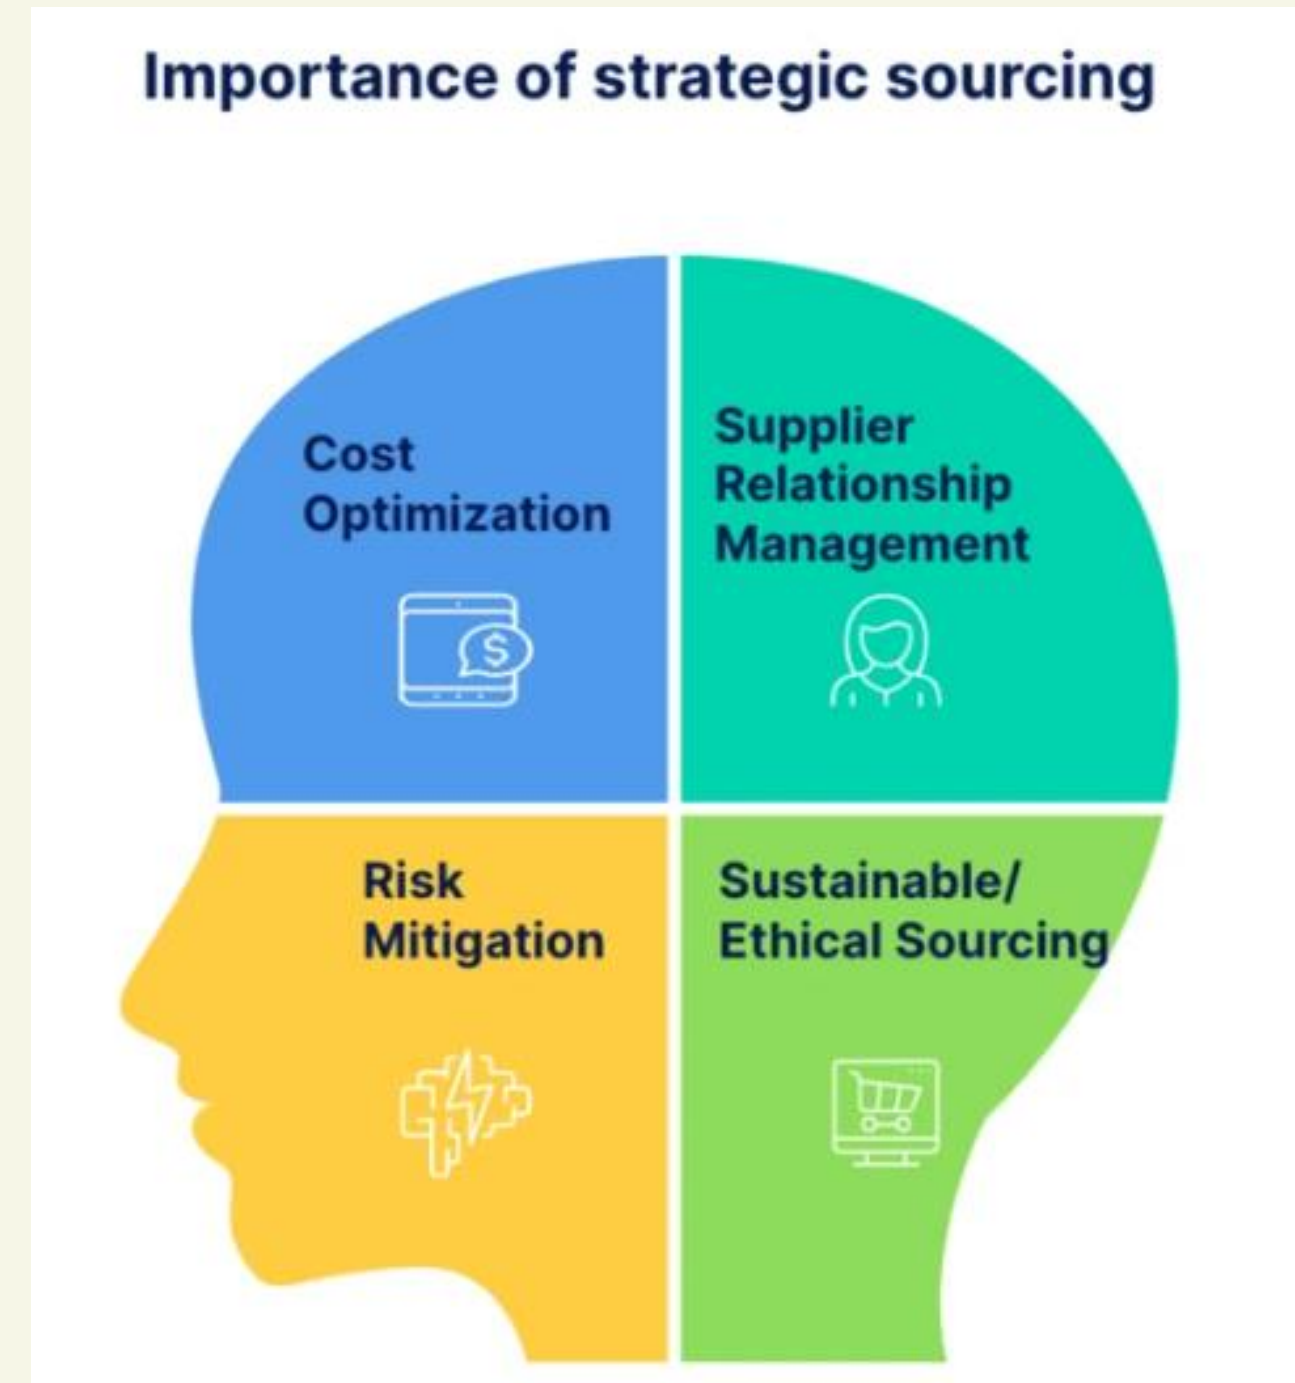 Importance of strategic sourcing
Cost
Optimization
$
Supplier
Relationship
Management
Risk
Mitigation
Sustainable/
Ethical Sourcing